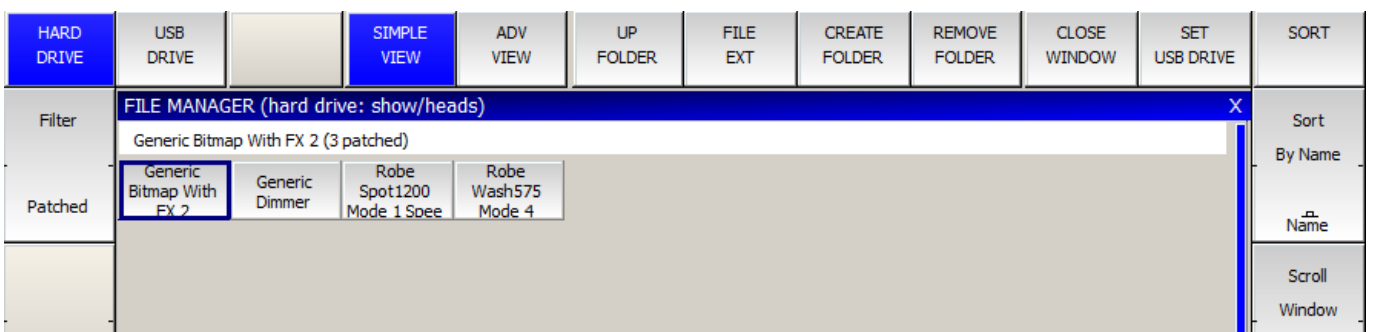 HARD
DRIVE
USB
DRIVE
SIMPLE
VIEW
ADV
VIEW
UP
FOLDER
FILE
EXT
CREATE
FOLDER
REMOVE
FOLDER
CLOSE
WINDOW
SET
USB DRIVE
SORT
Filter
Patched
FILE MANAGER (hard drive: show/heads)
X
Generic Bitmap With FX 2 (3 patched)
Generic
Bitmap With
FX 2
Generic
Dimmer
Robe
Spot1200
Mode 1 Spee
Robe
Wash575
Mode 4
Sort
By Name
Name
Scroll
Window